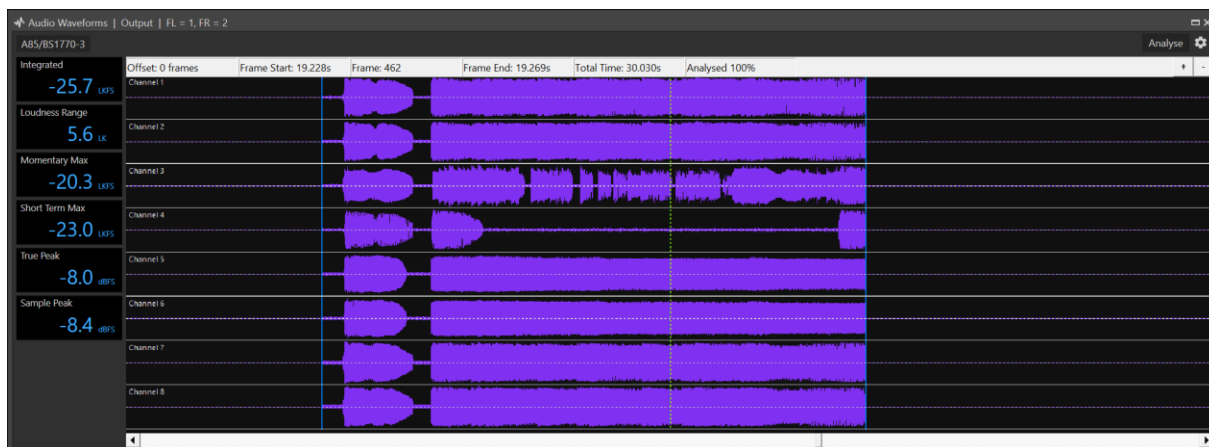 Audio Waveforms | Output | FL = 1, FR = 2
A85/BS1770-3
Analyse
Integrated
-25.7 LKFS
Loudness Range
5.6 LK
Momentary Max
-20.3 LKFS
Short Term Max
-23.0 LKFS
True Peak
-8.0 dBFS
Sample Peak
-8.4 dBFS
Offset: 0 frames Frame Start: 19.228s Frame: 462 Frame End: 19.269s Total Time: 30.030s Analysed 100% + -
Channel 1
Channel 2
Channel 3
Channel 4
Channel 5
Channel 6
Channel 7
Channel 8